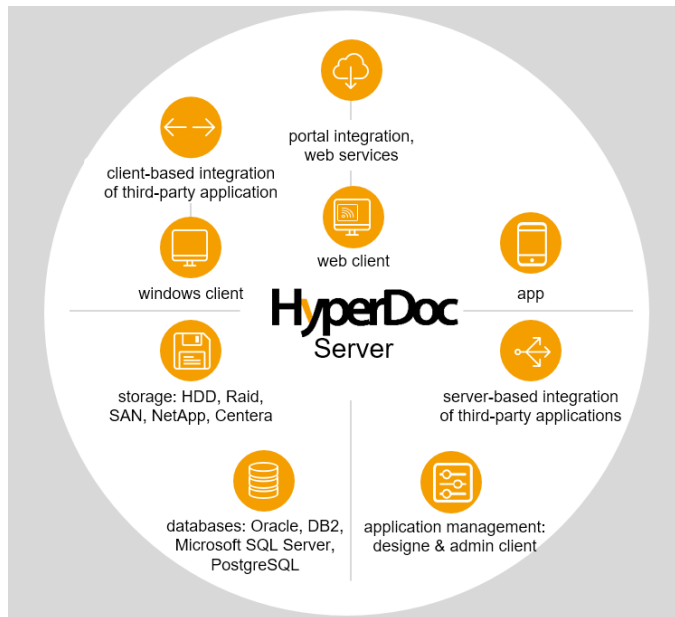 portal integration,
web services
client-based integration
of third-party application
web client
windows client
app
HyperDoc
Server
storage: HDD, Raid,
SAN, NetApp, Centera
server-based integration
of third-party applications
databases: Oracle, DB2,
Microsoft SQL Server,
PostgreSQL
application management:
designe & admin client